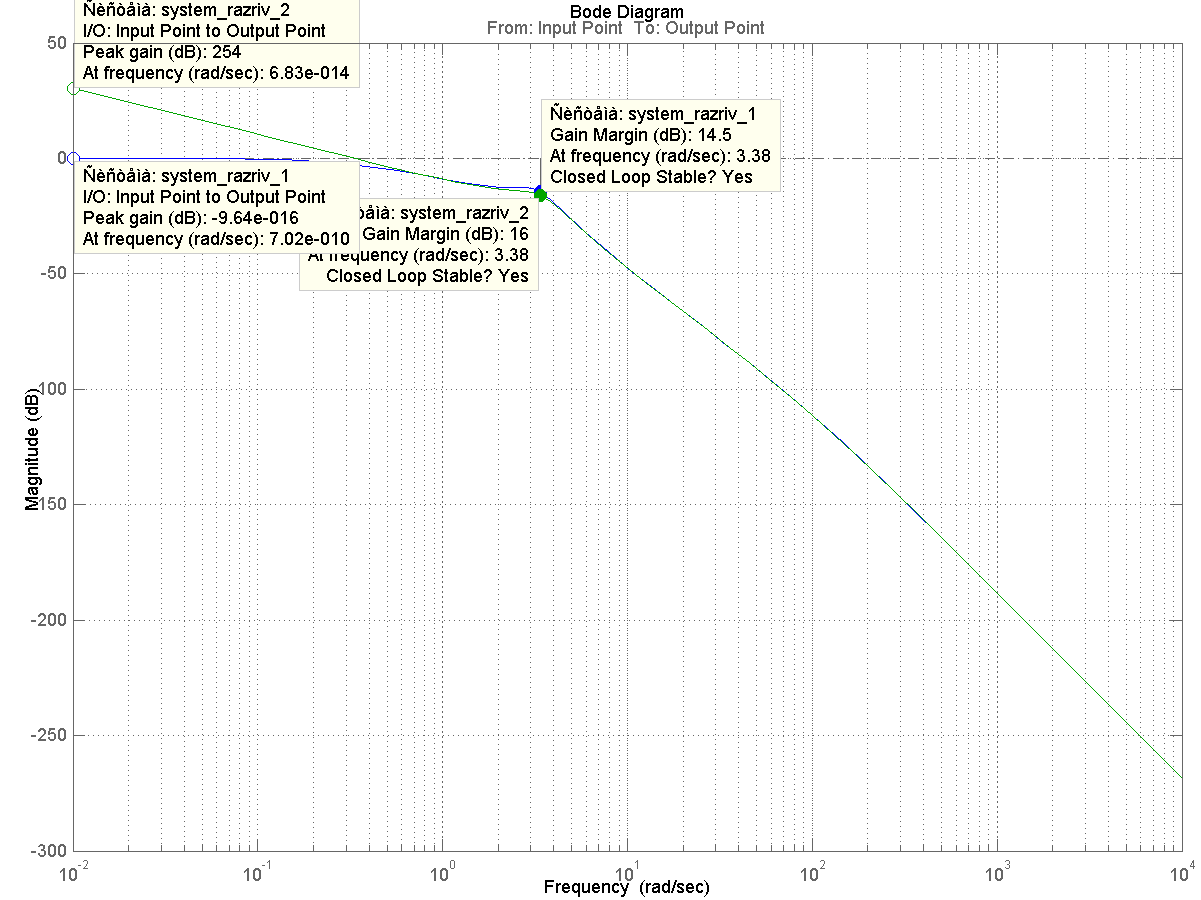 Bode Diagram
From: Input Point To: Output Point
Ñèñòåìà: system_razriv_2
I/O: Input Point to Output Point
Peak gain (dB): 254
At frequency (rad/sec): 6.83e-014
Ñèñòåìà: system_razriv_1
Gain Margin (dB): 14.5
At frequency (rad/sec): 3.38
Closed Loop Stable? Yes
Ñèñòåìà: system_razriv_1
I/O: Input Point to Output Point
Peak gain (dB): -9.64e-016
At frequency (rad/sec): 7.02e-010
òåìà: system_razriv_2
Gain Margin (dB): 16
At frequency (rad/sec): 3.38
Closed Loop Stable? Yes
50
0
-50
-100
-150
-200
-250
-300
Magnitude (dB)
10^-2
10^-1
10^0
10^1
10^2
10^3
10^4
Frequency (rad/sec)